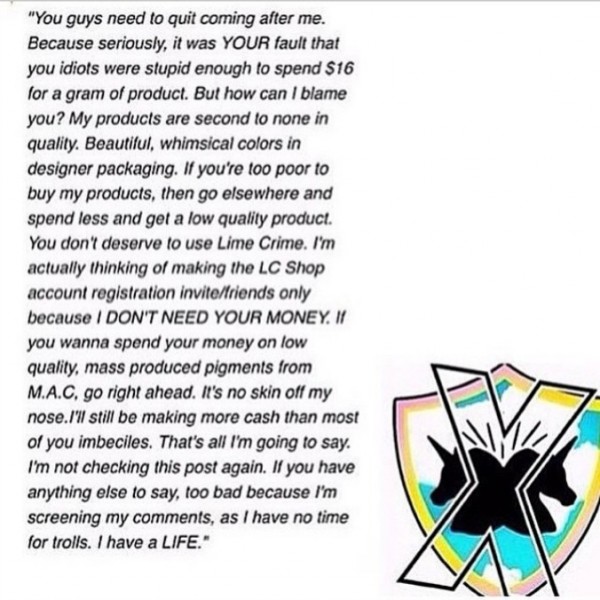 "You guys need to quit coming after me.
Because seriously, it was YOUR fault that
you idiots were stupid enough to spend $16
for a gram of product. But how can I blame
you? My products are second to none in
quality. Beautiful, whimsical colors in
designer packaging. If you're too poor to
buy my products, then go elsewhere and
spend less and get a low quality product.
You don't deserve to use Lime Crime. I'm
actually thinking of making the LC Shop
account registration invite/friends only
because I DON'T NEED YOUR MONEY. If
you wanna spend your money on low
quality, mass produced pigments from
M.A.C, go right ahead. It's no skin off my
nose.I'll still be making more cash than most
of you imbeciles. That's all I'm going to say.
I'm not checking this post again. If you have
anything else to say, too bad because I'm
screening my comments, as I have no time
for trolls. I have a LIFE."